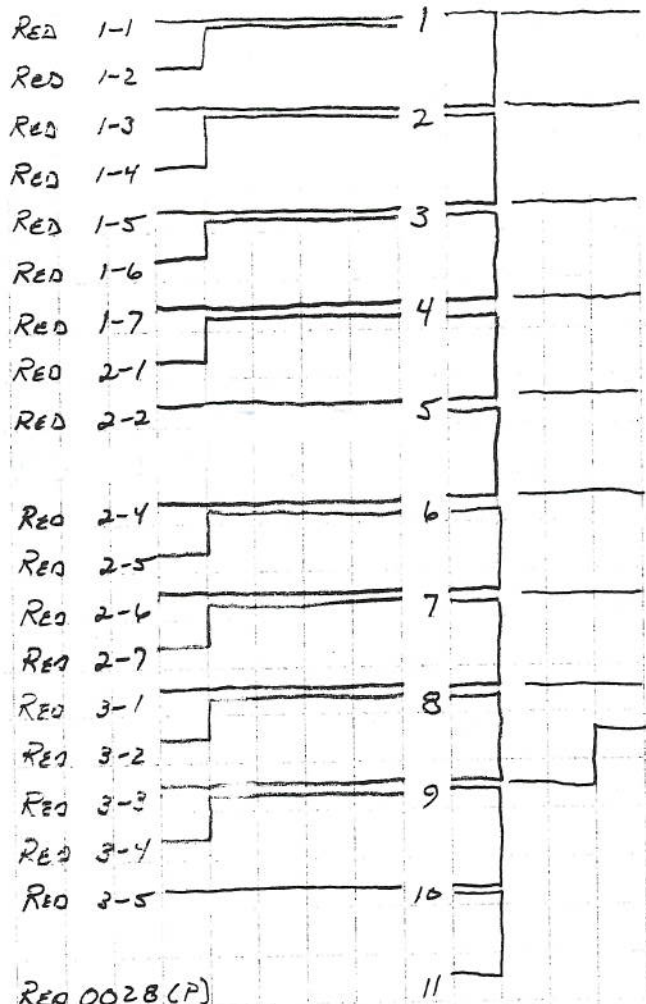 RED 1-1 1
RED 1-2
RED 1-3 2
RED 1-4
RED 1-5 3
RED 1-6
RED 1-7 4
RED 2-1
RED 2-2 5
RED 2-4 6
RED 2-5
RED 2-6 7
RED 2-7
RED 3-1 8
RED 3-2
RED 3-3 9
RED 3-4
RED 3-5 10
RED 002B(P) 11